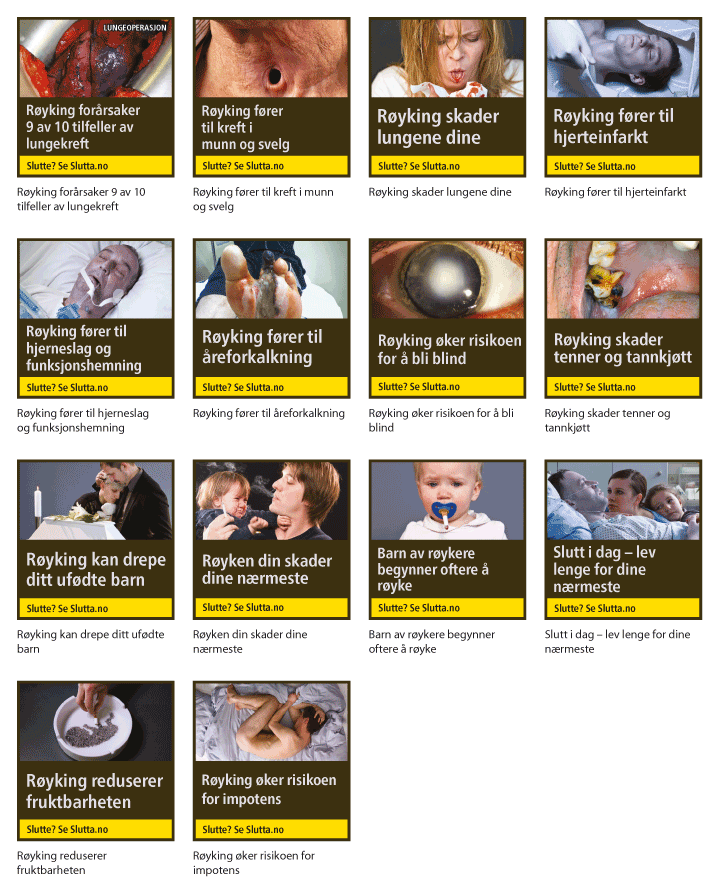 LUNGEOPERASJON
Røyking forårsaker
9 av 10 tilfeller av
lungekreft
Slutte? Se Slutta.no
Røyking forårsaker 9 av 10
tilfeller av lungekreft
Røyking fører
til kreft i
munn og svelg
Slutte? Se Slutta.no
Røyking fører til kreft i munn
og svelg
Røyking skader
lungene dine
Slutte? Se Slutta.no
Røyking skader lungene dine
Røyking fører til
hjerteinfarkt
Slutte? Se Slutta.no
Røyking fører til hjerteinfarkt
Røyking fører til
hjerneslag og
funksjonshemning
Slutte? Se Slutta.no
Røyking fører til hjerneslag
og funksjonshemning
Røyking fører til
åreforkalkning
Slutte? Se Slutta.no
Røyking fører til åreforkalkning
Røyking øker risikoen
for å bli blind
Slutte? Se Slutta.no
Røyking øker risikoen for å bli
blind
Røyking skader
tenner og tannkjøtt
Slutte? Se Slutta.no
Røyking skader tenner og
tannkjøtt
Røyking kan drepe
ditt ufødte barn
Slutte? Se Slutta.no
Røyking kan drepe ditt ufødte
barn
Røyken din skader
dine nærmeste
Slutte? Se Slutta.no
Røyken din skader dine
nærmeste
Barn av røykere
begynner oftere å
røyke
Slutte? Se Slutta.no
Barn av røykere begynner
oftere å røyke
Slutt i dag – lev
lenge for dine
nærmeste
Slutte? Se Slutta.no
Slutt i dag – lev lenge for dine
nærmeste
Røyking reduserer
fruktbarheten
Slutte? Se Slutta.no
Røyking reduserer
fruktbarheten
Røyking øker risikoen
for impotens
Slutte? Se Slutta.no
Røyking øker risikoen for
impotens